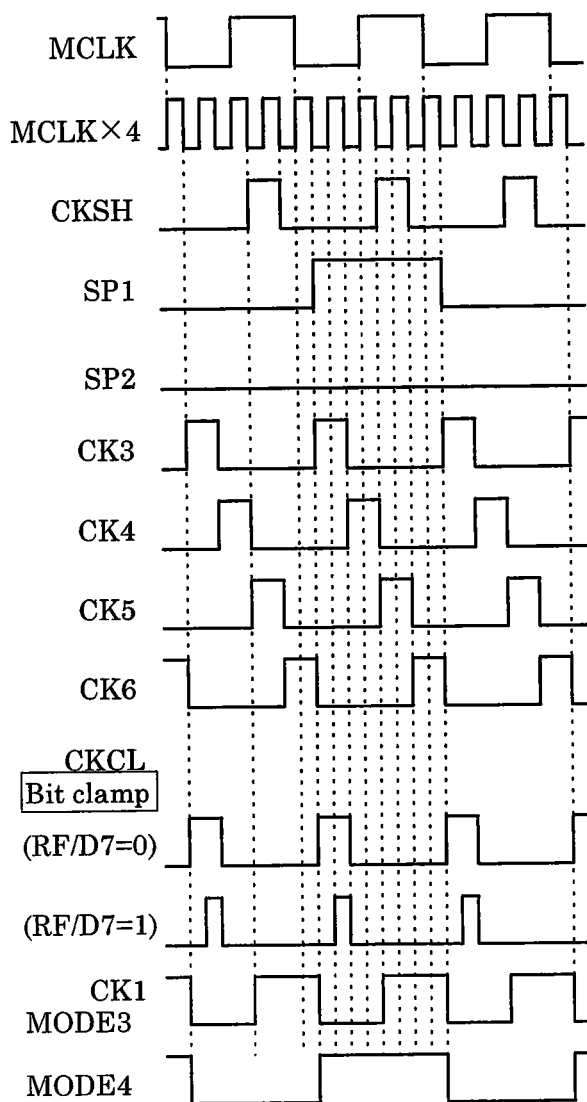 MCLK
MCLK×4
CKSH
SP1
SP2
CK3
CK4
CK5
CK6
CKCL
Bit clamp
(RF/D7=0)
(RF/D7=1)
CK1
MODE3
MODE4